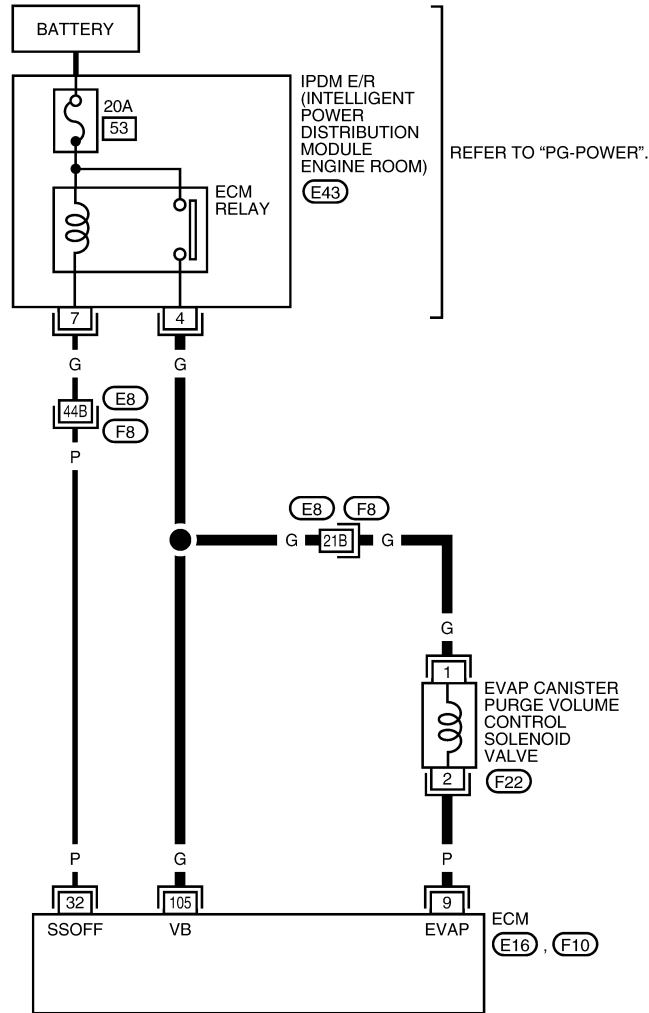 BATTERY
20A
53
IPDM E/R
(INTELLIGENT
POWER
DISTRIBUTION
MODULE
ENGINE ROOM)
E43
REFER TO “PG-POWER”.
ECM
RELAY
7
4
G
G
44B
E8
F8
P
E8
F8
G
21B
G
G
1
EVAP CANISTER
PURGE VOLUME
CONTROL
SOLENOID
VALVE
2
F22
P
G
P
32
105
9
SSOFF
VB
EVAP
ECM
E16 , F10